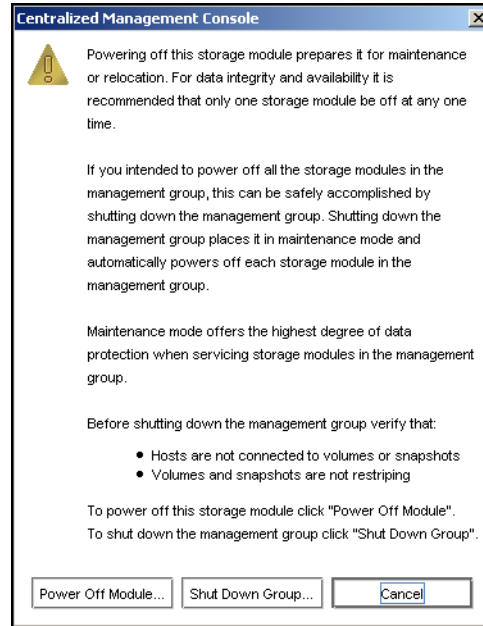 Centralized Management Console
Powering off this storage module prepares it for maintenance
or relocation. For data integrity and availability it is
recommended that only one storage module be off at any one
time.
If you intended to power off all the storage modules in the
management group, this can be safely accomplished by
shutting down the management group. Shutting down the
management group places it in maintenance mode and
automatically powers off each storage module in the
management group.
Maintenance mode offers the highest degree of data
protection when servicing storage modules in the management
group.
Before shutting down the management group verify that:
● Hosts are not connected to volumes or snapshots
● Volumes and snapshots are not restriping
To power off this storage module click "Power Off Module".
To shut down the management group click "Shut Down Group".
Power Off Module... Shut Down Group... Cancel